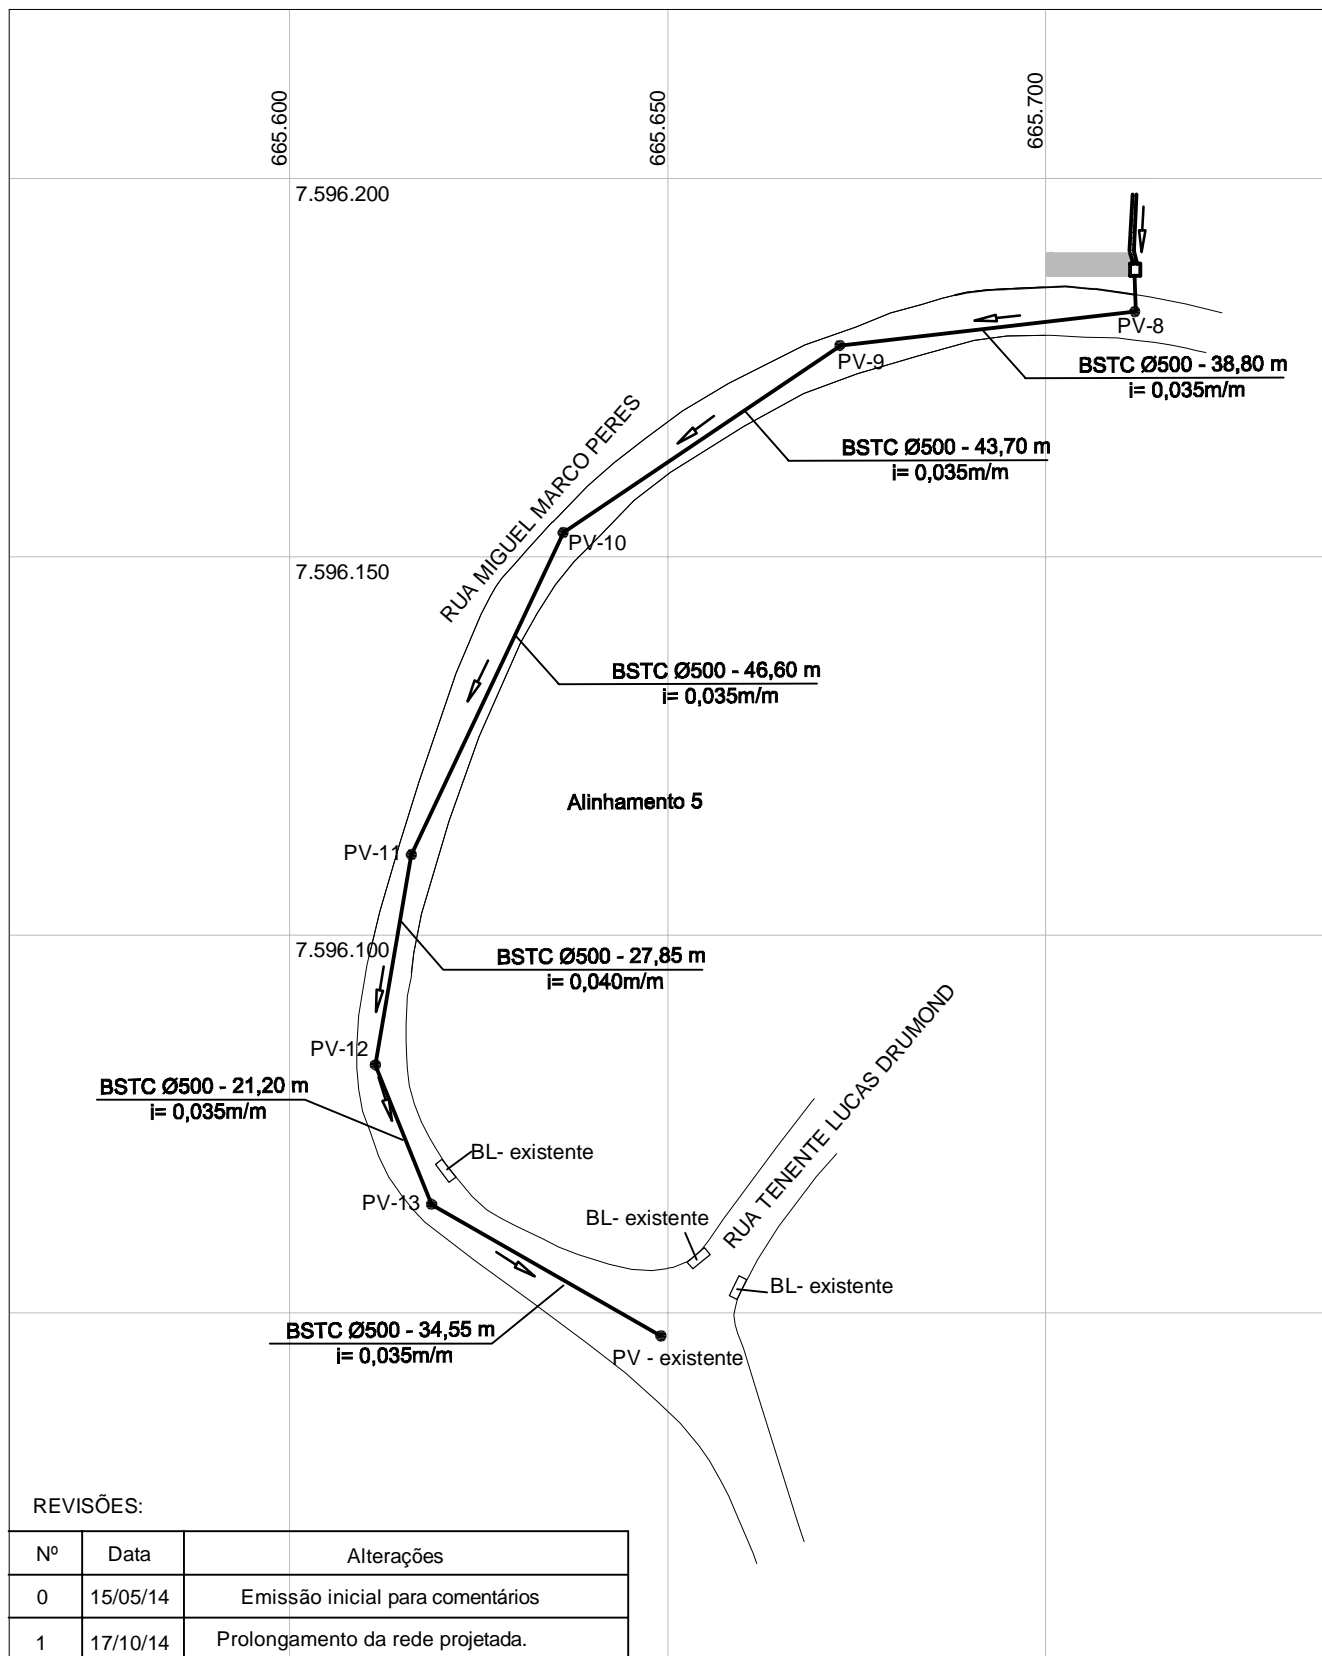 665.600
665.650
665.700
7.596.200
PV-8
PV-9
BSTC Ø500 - 38,80 m
i= 0,035m/m
RUA MIGUEL MARCO PERES
BSTC Ø500 - 43,70 m
i= 0,035m/m
PV-10
7.596.150
BSTC Ø500 - 46,60 m
i= 0,035m/m
Alinhamento 5
PV-11
7.596.100
BSTC Ø500 - 27,85 m
i= 0,040m/m
RUA TENENTE LUCAS DRUMOND
PV-12
BSTC Ø500 - 21,20 m
i= 0,035m/m
BL- existente
PV-13
BL- existente
BL- existente
BSTC Ø500 - 34,55 m
i= 0,035m/m
PV - existente
REVISÕES:
Nº Data Alterações
0 15/05/14 Emissão inicial para comentários
1 17/10/14 Prolongamento da rede projetada.